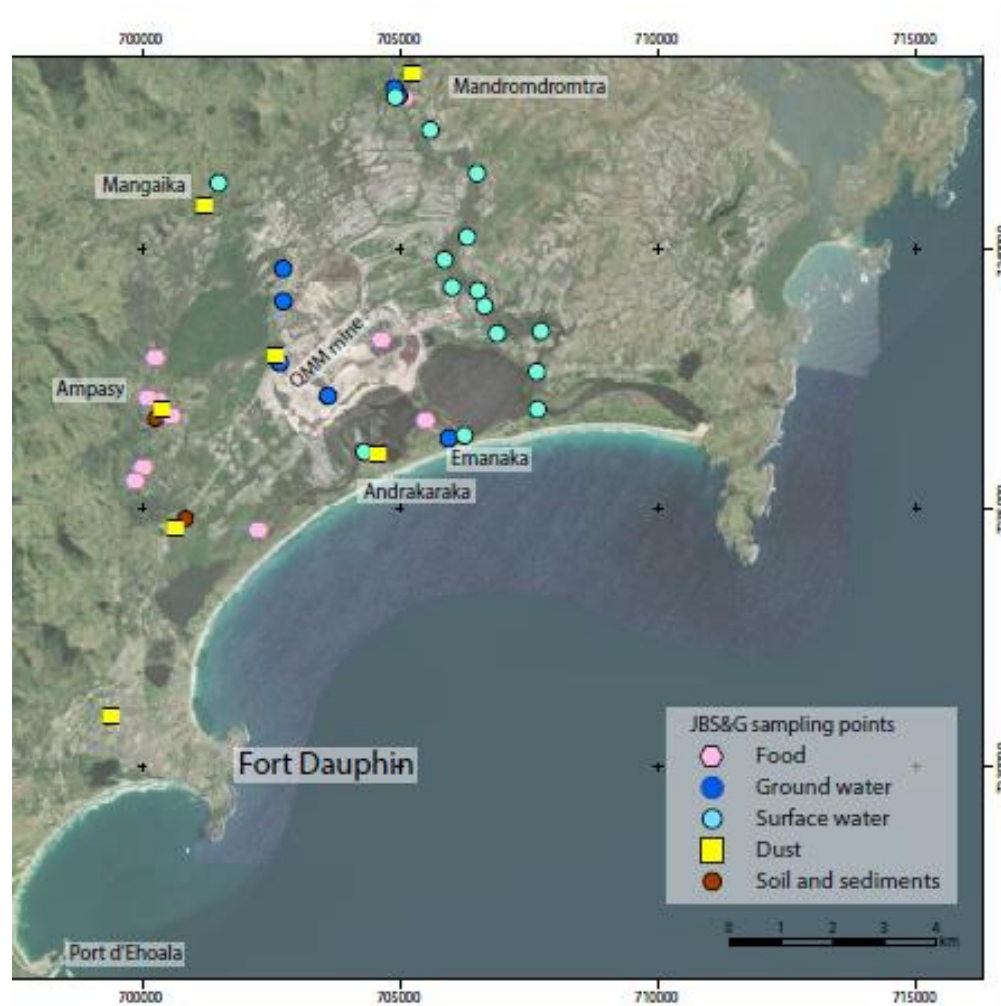 700000
705000
710000
715000
Mandromdromtra
Mangaika
QMM mine
Ampasy
Emanaka
Andrakaraka
Fort Dauphin
JBS&G sampling points
Food
Ground water
Surface water
Dust
Soil and sediments
0 1 2 3 4
km
Port d'Ehoala
700000
705000
710000
715000